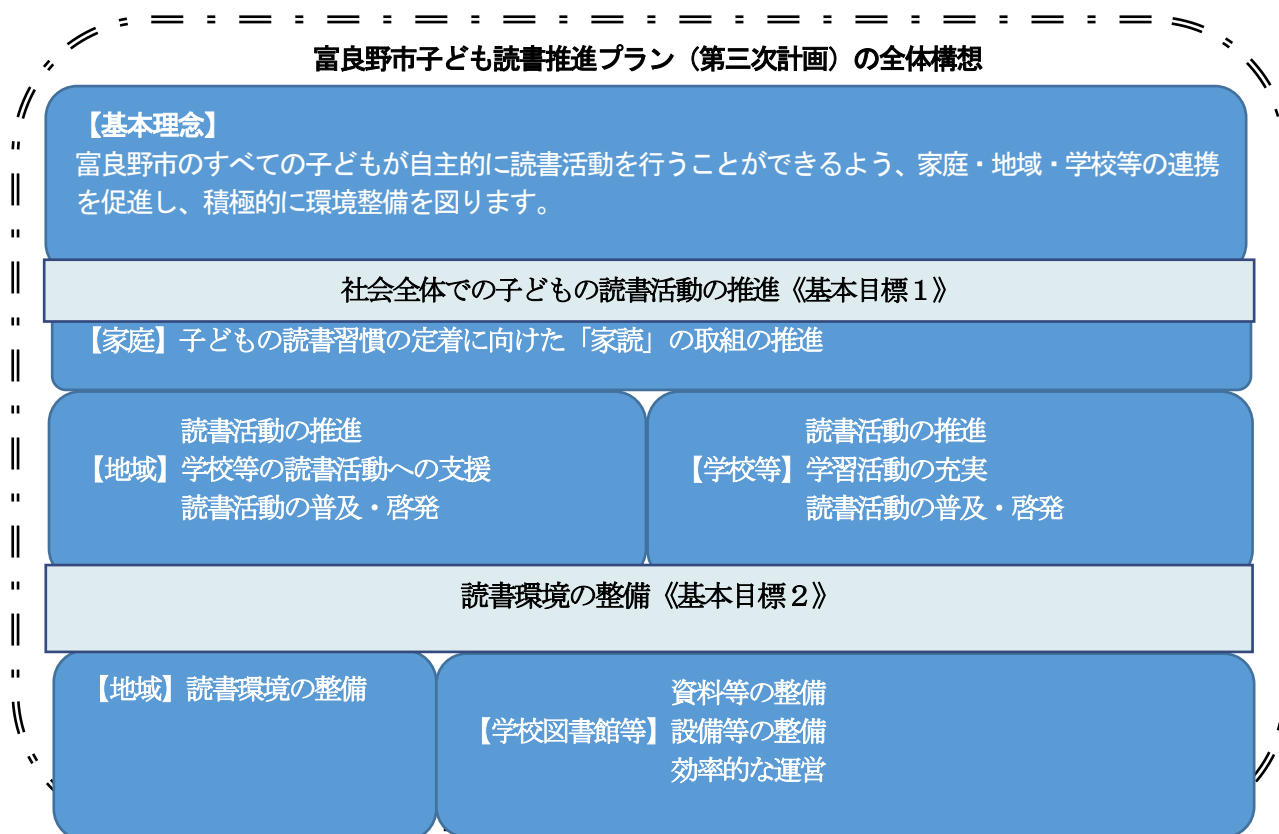 富良野市子ども読書推進プラン（第三次計画）の全体構想
【基本理念】
富良野市のすべての子どもが自主的に読書活動を行うことができるよう、家庭・地域・学校等の連携
を促進し、積極的に環境整備を図ります。
社会全体での子どもの読書活動の推進《基本目標１》
【家庭】子どもの読書習慣の定着に向けた「家読」の取組の推進
読書活動の推進
【地域】学校等の読書活動への支援
読書活動の普及・啓発
読書活動の推進
【学校等】学習活動の充実
読書活動の普及・啓発
読書環境の整備《基本目標２》
【地域】読書環境の整備
資料等の整備
【学校図書館等】設備等の整備
効率的な運営